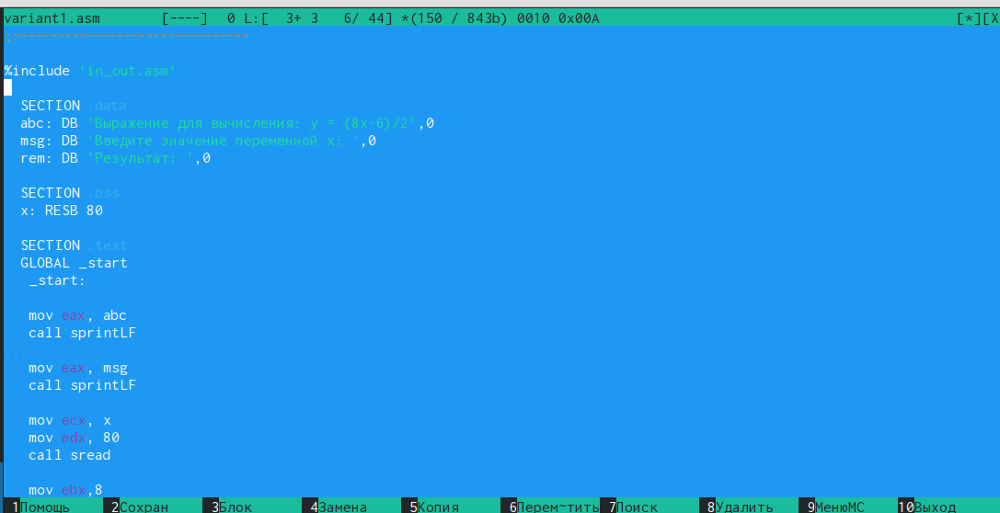 variant1.asm [----] 0 L:[ 3+ 3 6/ 44] *(150 / 843b) 0010 0x00A [*][X
;--------------------------------
%include 'in_out.asm'
SECTION .data
abc: DB 'Выражение для вычисления: y = (8x-6)/2',0
msg: DB 'Введите значение переменной x: ',0
rem: DB 'Результат: ',0
SECTION .bss
x: RESB 80
SECTION .text
GLOBAL _start
_start:
mov eax, abc
call sprintLF
...
mov eax, msg
call sprintLF
mov ecx, x
mov edx, 80
call sread
mov ebx,8
1Помощь 2Сохран 3Блок 4Замена 5Копия 6Перем~тить 7Поиск 8Удалить 9МенюMC 10Выход